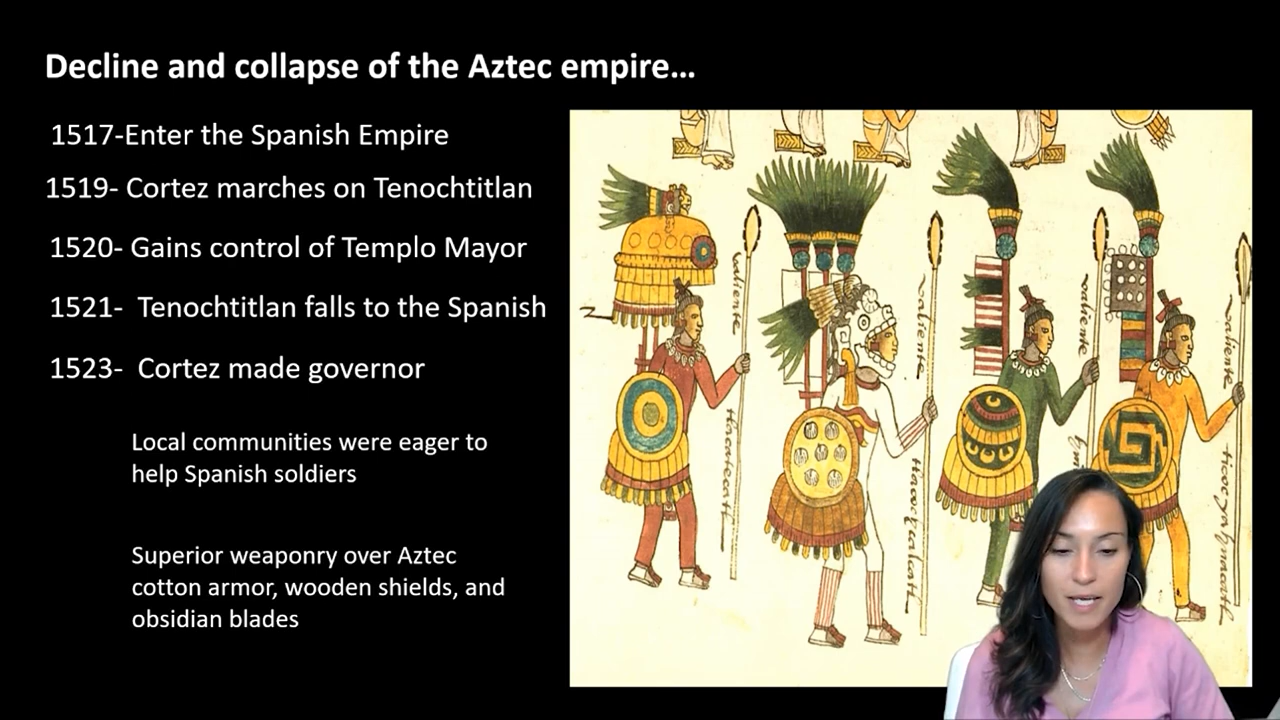 Decline and collapse of the Aztec empire...
1517-Enter the Spanish Empire
1519- Cortez marches on Tenochtitlan
1520- Gains control of Templo Mayor
1521- Tenochtitlan falls to the Spanish
1523- Cortez made governor
Local communities were eager to
help Spanish soldiers
Superior weaponry over Aztec
cotton armor, wooden shields, and
obsidian blades
valiente
valiente
valiente
valiente